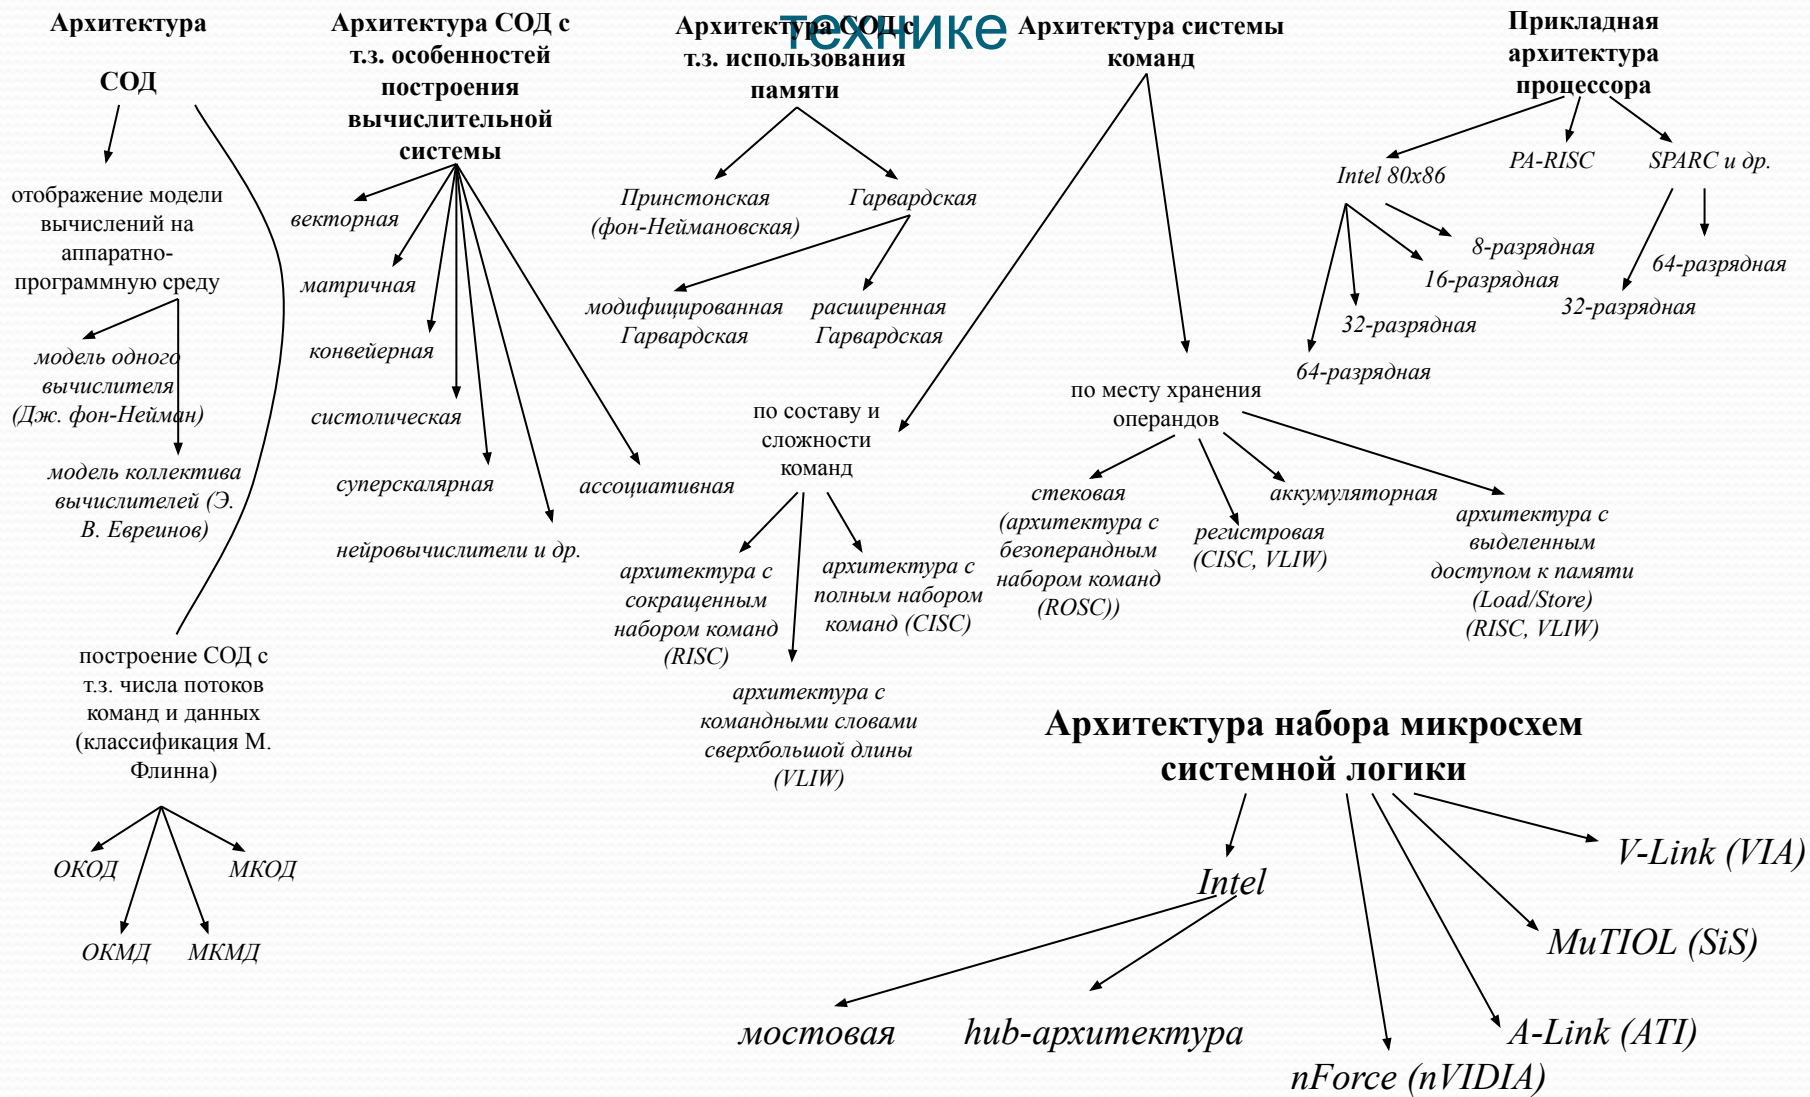 технике
Архитектура
СОД
отображение модели
вычислений на
аппаратно-
программную среду
модель одного
вычислителя
(Дж. фон-Нейман)
модель коллектива
вычислителей (Э.
В. Евреинов)
построение СОД с
т.з. числа потоков
команд и данных
(классификация М.
Флинна)
ОКОД
МКОД
ОКМД
МКМД
Архитектура СОД с
т.з. особенностей
построения
вычислительной
системы
векторная
матричная
конвейерная
систолическая
суперскалярная
нейровычислители и др.
ассоциативная
Архитектура СОД с
т.з. использования
памяти
Принстонская
(фон-Неймановская)
Гарвардская
модифицированная
Гарвардская
расширенная
Гарвардская
Архитектура системы
команд
по составу и
сложности
команд
архитектура с
сокращенным
набором команд
(RISC)
архитектура с
полным набором
команд (CISC)
архитектура с
командными словами
сверхбольшой длины
(VLIW)
по месту хранения
операндов
стековая
(архитектура с
безоперандным
набором команд
(ROSC))
регистровая
(CISC, VLIW)
аккумуляторная
архитектура с
выделенным
доступом к памяти
(Load/Store)
(RISC, VLIW)
Прикладная
архитектура
процессора
Intel 80x86
PA-RISC
SPARC и др.
8-разрядная
16-разрядная
32-разрядная
64-разрядная
64-разрядная
32-разрядная
Архитектура набора микросхем
системной логики
Intel
мостовая
hub-архитектура
nForce (nVIDIA)
A-Link (ATI)
MuTIOL (SiS)
V-Link (VIA)